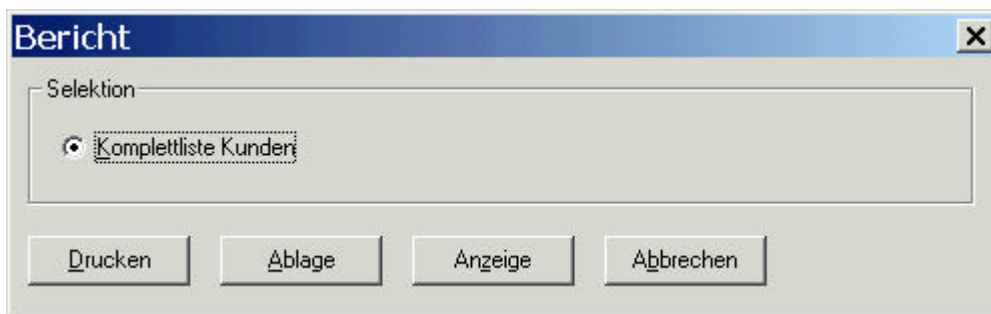 Bericht
Selektion
Komplettliste Kunden
Drucken Ablage Anzeige Abbrechen